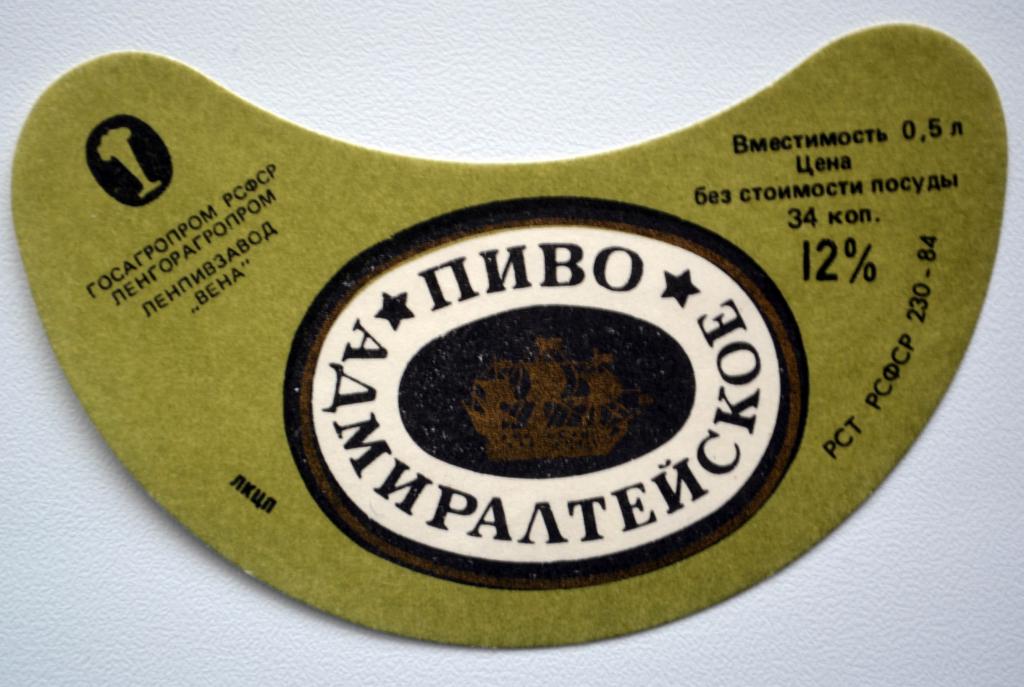 1
ГОСАГРОПРОМ РСФСР
ЛЕНГОРАГРОПРОМ
ЛЕНПИВЗАВОД
„ВЕНА"
ПИВО
АДМИРАЛТЕЙСКОЕ
Вместимость 0,5 л
Цена
без стоимости посуды
34 коп.
12%
РСТ РСФСР 230-84
ЛКЦЛ